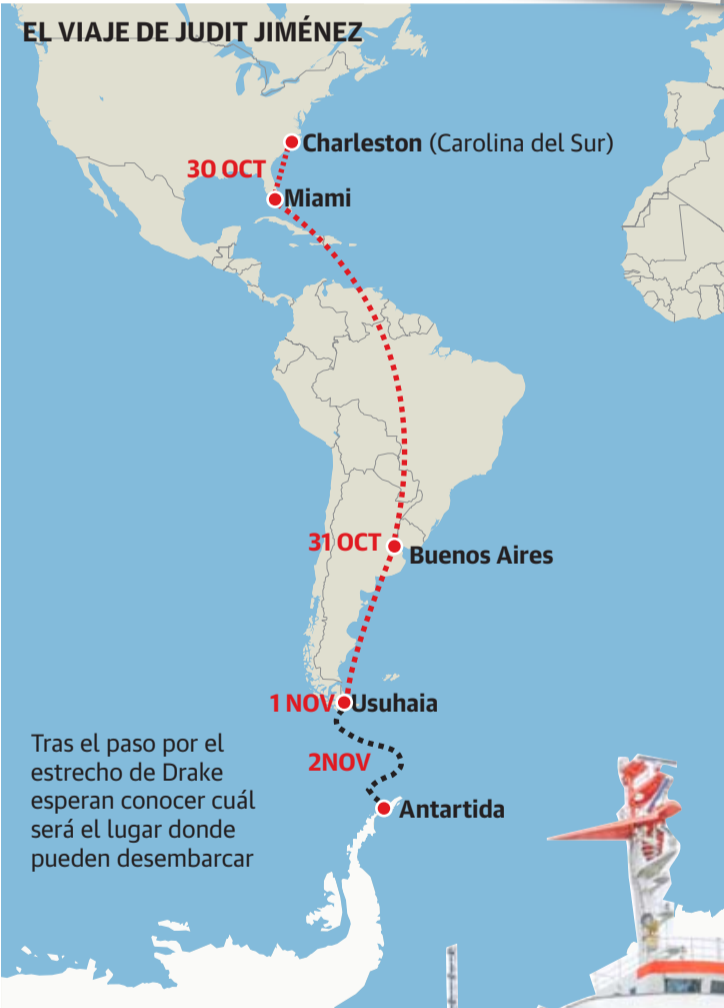 EL VIAJE DE JUDIT JIMÉNEZ
Charleston (Carolina del Sur)
30 OCT
Miami
31 OCT
Buenos Aires
1 NOV
Usuhaia
2NOV
Antartida
Tras el paso por el
estrecho de Drake
esperan conocer cuál
será el lugar donde
pueden desembarcar